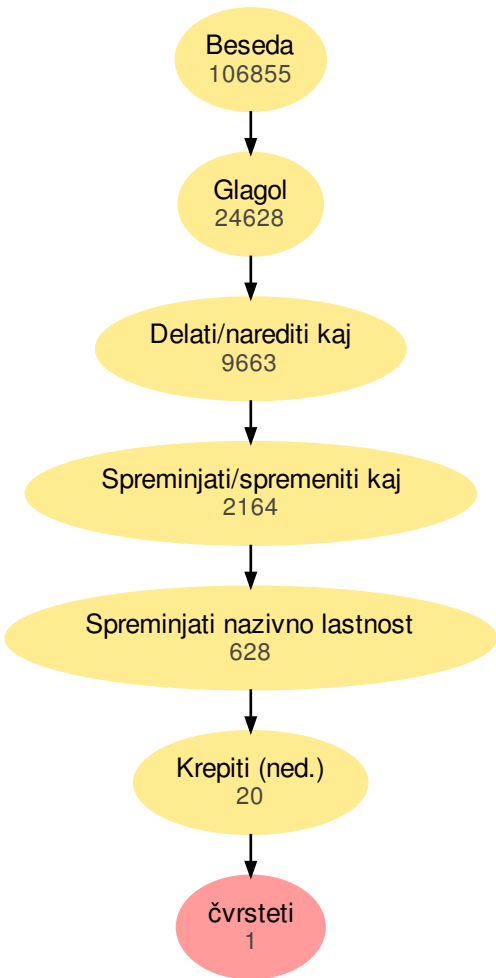 Beseda
106855
Glagol
24628
Delati/narediti kaj
9663
Spreminjati/spremeniti kaj
2164
Spreminjati nazivno lastnost
628
Krepiti (ned.)
20
čvrsteti
1